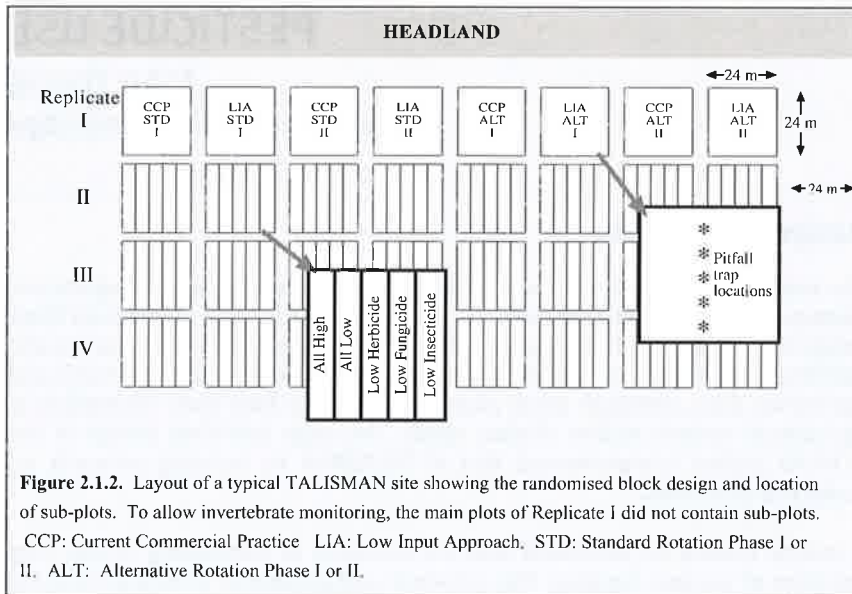 HEADLAND
24 m
Replicate
I
CCP
STD
I
LIA
STD
I
CCP
STD
II
LIA
STD
II
CCP
ALT
I
LIA
ALT
I
CCP
ALT
II
LIA
ALT
II
24 m
II
24 m
III
Pitfall
trap
locations
* * * * *
IV
All High
All Low
Low Herbicide
Low Fungicide
Low Insecticide
Figure 2.1.2. Layout of a typical TALISMAN site showing the randomised block design and location
of sub-plots. To allow invertebrate monitoring, the main plots of Replicate I did not contain sub-plots.
CCP: Current Commercial Practice LIA: Low Input Approach. STD: Standard Rotation Phase I or
II. ALT: Alternative Rotation Phase I or II.